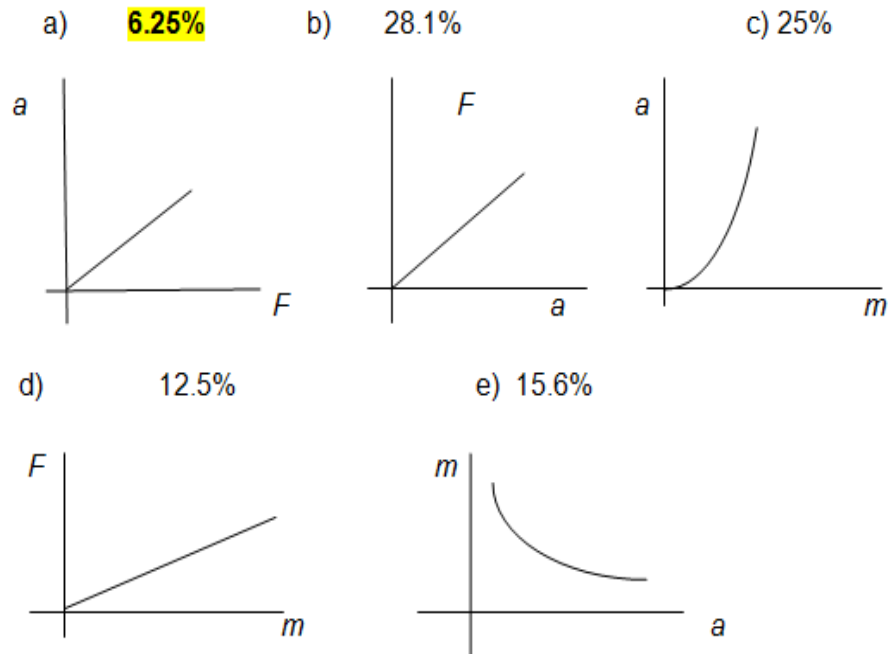 a) 6.25% b) 28.1% c) 25%
a F a
F a m
d) 12.5% e) 15.6%
F m
m a